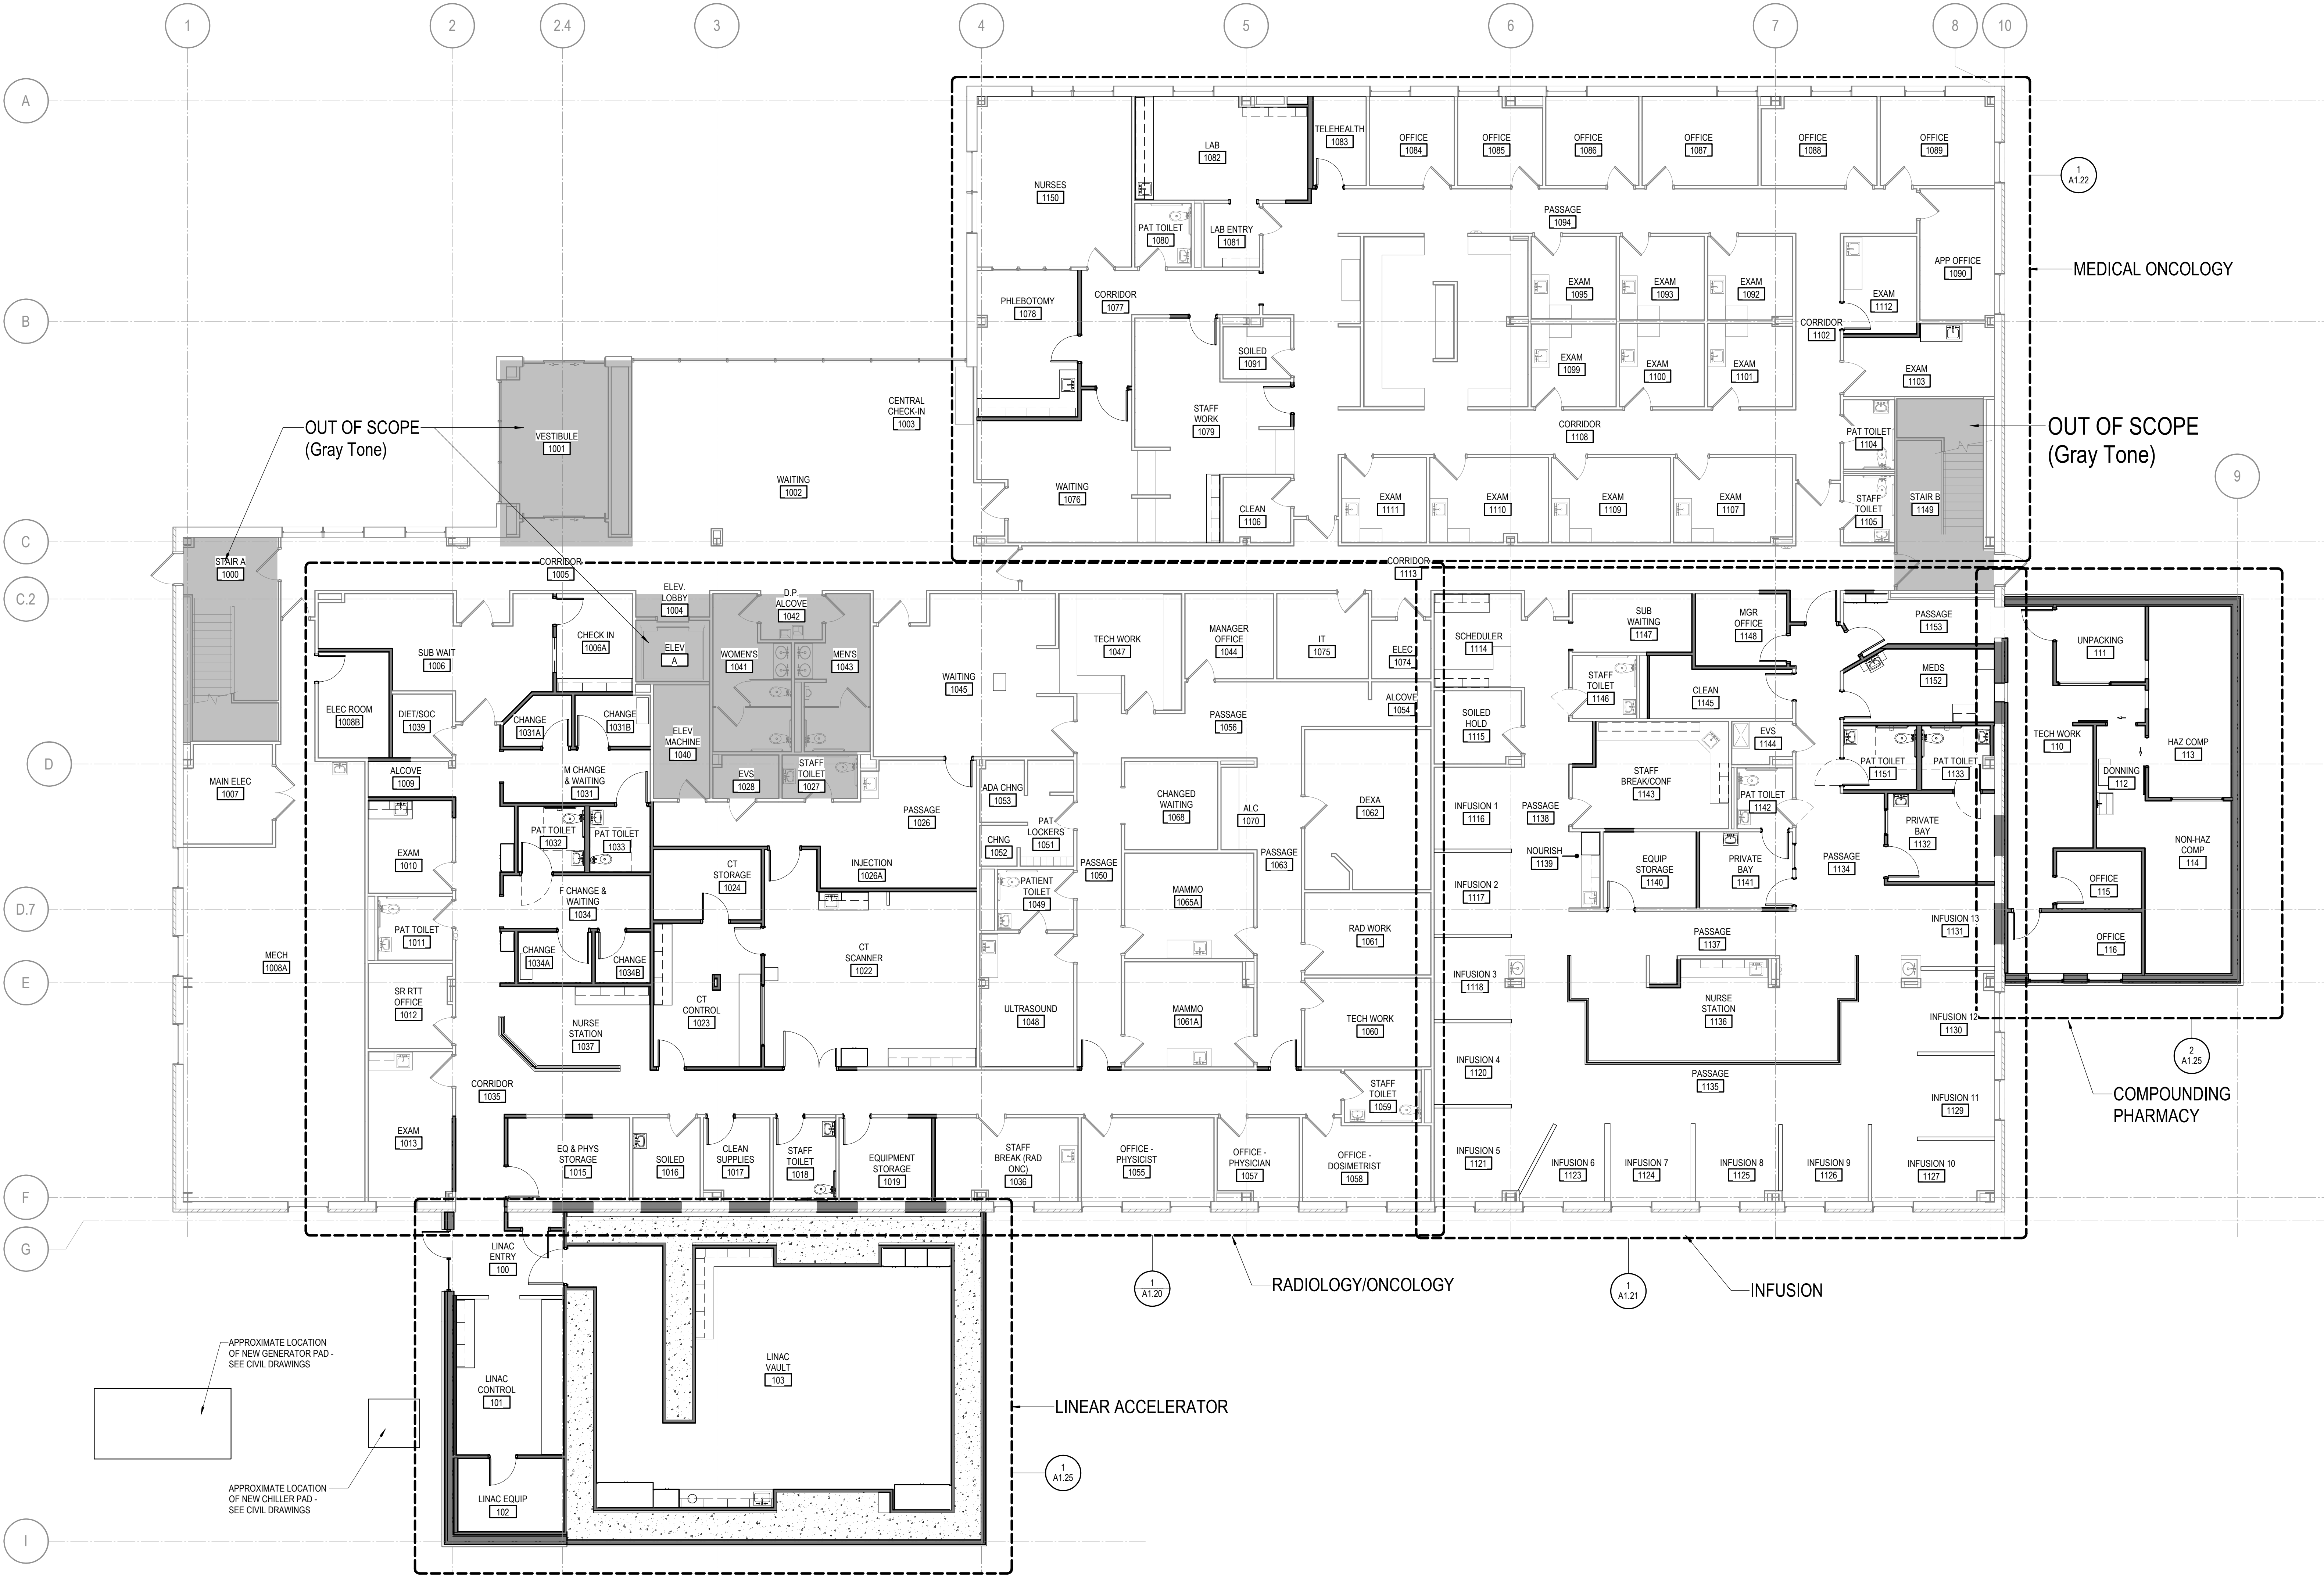 1
2
2.4
3
4
5
6
7
8
10
A
B
C
C.2
D
D.7
E
F
G
I
9
TELEHEALTH
1083
OFFICE
1084
OFFICE
1085
OFFICE
1086
OFFICE
1087
OFFICE
1088
OFFICE
1089
LAB
1082
NURSES
1150
PAT TOILET
1080
LAB ENTRY
1081
PASSAGE
1094
APP OFFICE
1090
1
A1.22
MEDICAL ONCOLOGY
PHLEBOTOMY
1078
CORRIDOR
1077
EXAM
1095
EXAM
1093
EXAM
1092
EXAM
1112
CORRIDOR
1102
SOILED
1091
EXAM
1099
EXAM
1100
EXAM
1101
EXAM
1103
STAFF
WORK
1079
CORRIDOR
1108
PAT TOILET
1104
OUT OF SCOPE
(Gray Tone)
WAITING
1076
CLEAN
1106
EXAM
1111
EXAM
1110
EXAM
1109
EXAM
1107
STAFF
TOILET
1105
STAIR B
1149
CENTRAL
CHECK-IN
1003
WAITING
1002
VESTIBULE
1001
OUT OF SCOPE
(Gray Tone)
STAIR A
1000
CORRIDOR
1005
ELEV.
LOBBY
1004
D.P.
ALCOVE
1042
CORRIDOR
1113
SUB WAIT
1006
CHECK IN
1006A
ELEV
A
WOMEN'S
1041
MEN'S
1043
WAITING
1045
TECH WORK
1047
MANAGER
OFFICE
1044
IT
1075
ELEC
1074
ALCOVE
1054
ELEC ROOM
1008B
DIET/SOC
1039
CHANGE
1031A
CHANGE
1031B
ELEV
MACHINE
1040
PASSAGE
1056
MAIN ELEC
1007
ALCOVE
1009
M CHANGE
& WAITING
1031
EVS
1028
STAFF
TOILET
1027
PASSAGE
1026
ADA CHNG
1053
CHNG
1052
PAT
LOCKERS
1051
CHANGED
WAITING
1068
ALC
1070
DEXA
1062
EXAM
1010
PAT TOILET
1032
PAT TOILET
1033
CT
STORAGE
1024
INJECTION
1026A
PATIENT
TOILET
1049
PASSAGE
1050
PASSAGE
1063
MAMMO
1065A
F CHANGE &
WAITING
1034
PAT TOILET
1011
CHANGE
1034A
CHANGE
1034B
CT
SCANNER
1022
RAD WORK
1061
MECH
1008A
SR RTT
OFFICE
1012
NURSE
STATION
1037
CT
CONTROL
1023
ULTRASOUND
1048
MAMMO
1061A
TECH WORK
1060
CORRIDOR
1035
STAFF
TOILET
1059
EXAM
1013
EQ & PHYS
STORAGE
1015
SOILED
1016
CLEAN
SUPPLIES
1017
STAFF
TOILET
1018
EQUIPMENT
STORAGE
1019
STAFF
BREAK (RAD
ONC)
1036
OFFICE -
PHYSICIST
1055
OFFICE -
PHYSICIAN
1057
OFFICE -
DOSIMETRIST
1058
SCHEDULER
1114
SUB
WAITING
1147
MGR
OFFICE
1148
PASSAGE
1153
STAFF
TOILET
1146
CLEAN
1145
MEDS
1152
SOILED
HOLD
1115
EVS
1144
PAT TOILET
1151
PAT TOILET
1133
STAFF
BREAK/CONF
1143
PAT TOILET
1142
INFUSION 1
1116
PASSAGE
1138
PRIVATE
BAY
1132
NOURISH
1139
EQUIP
STORAGE
1140
PRIVATE
BAY
1141
PASSAGE
1134
INFUSION 2
1117
INFUSION 13
1131
PASSAGE
1137
INFUSION 3
1118
NURSE
STATION
1136
INFUSION 12
1130
INFUSION 4
1120
PASSAGE
1135
INFUSION 11
1129
INFUSION 5
1121
INFUSION 6
1123
INFUSION 7
1124
INFUSION 8
1125
INFUSION 9
1126
INFUSION 10
1127
UNPACKING
111
TECH WORK
110
DONNING
112
HAZ COMP
113
NON-HAZ
COMP
114
OFFICE
115
OFFICE
116
2
A1.25
COMPOUNDING
PHARMACY
LINAC
ENTRY
100
LINAC
CONTROL
101
LINAC EQUIP
102
LINAC
VAULT
103
1
A1.20
RADIOLOGY/ONCOLOGY
1
A1.21
INFUSION
LINEAR ACCELERATOR
1
A1.25
APPROXIMATE LOCATION
OF NEW GENERATOR PAD -
SEE CIVIL DRAWINGS
APPROXIMATE LOCATION
OF NEW CHILLER PAD -
SEE CIVIL DRAWINGS